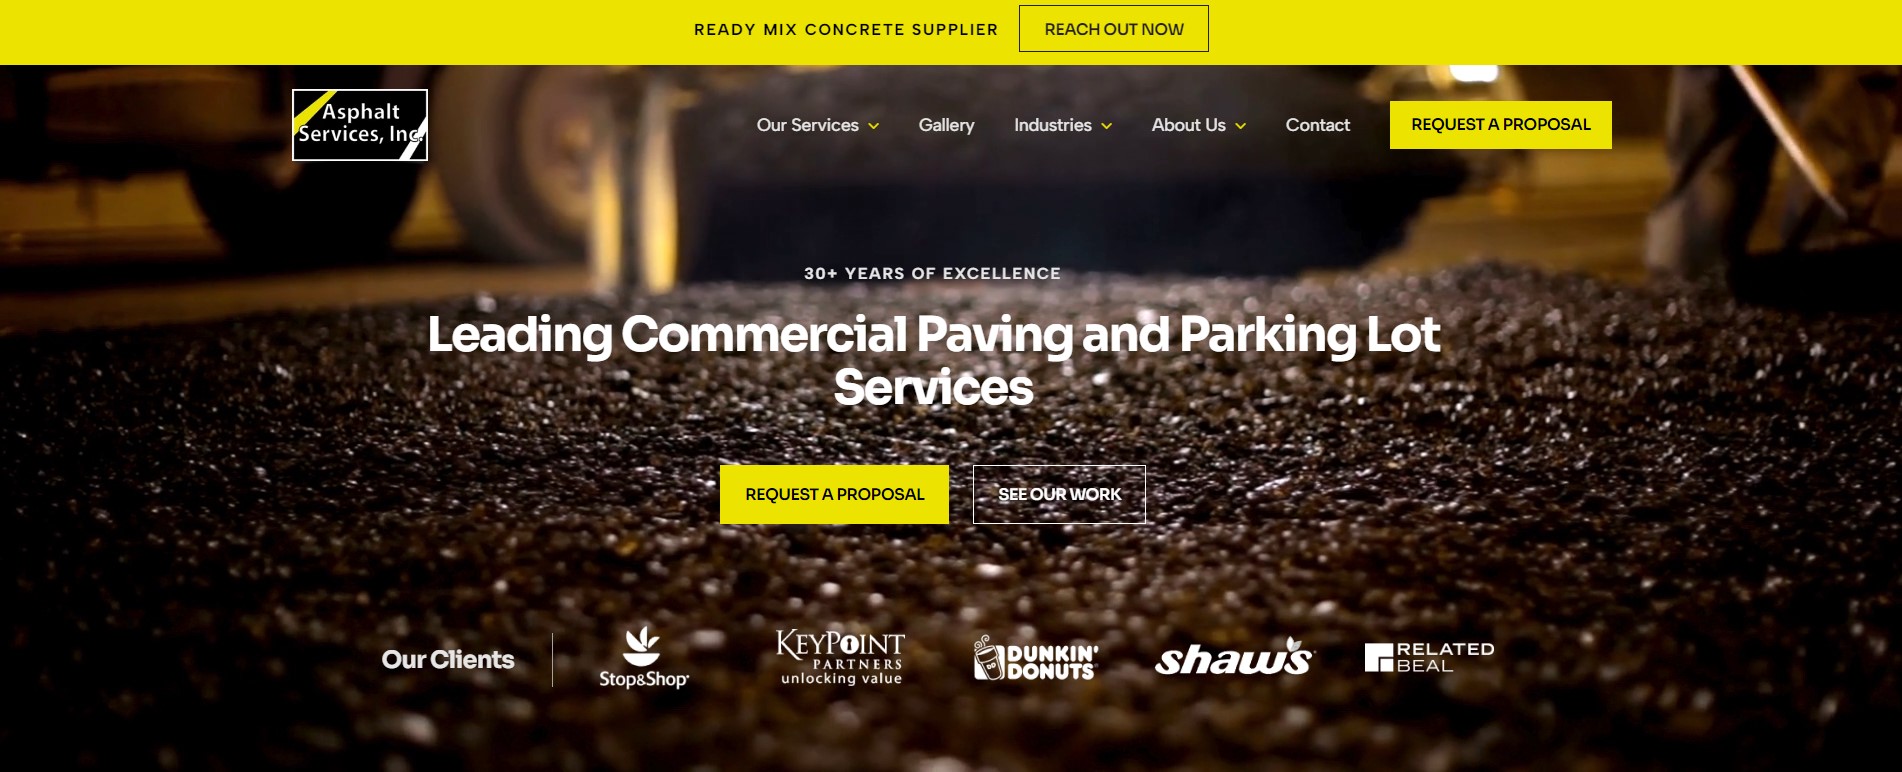 READY MIX CONCRETE SUPPLIER
REACH OUT NOW
Asphalt
Services, Inc.
Our Services
Gallery
Industries
About Us
Contact
REQUEST A PROPOSAL
30+ YEARS OF EXCELLENCE
Leading Commercial Paving and Parking Lot
Services
REQUEST A PROPOSAL
SEE OUR WORK
Our Clients
Stop&Shop
KEYPOINT
PARTNERS
unlocking value
DUNKIN'
DONUTS
DD
shaw's
RELATED
BEAL